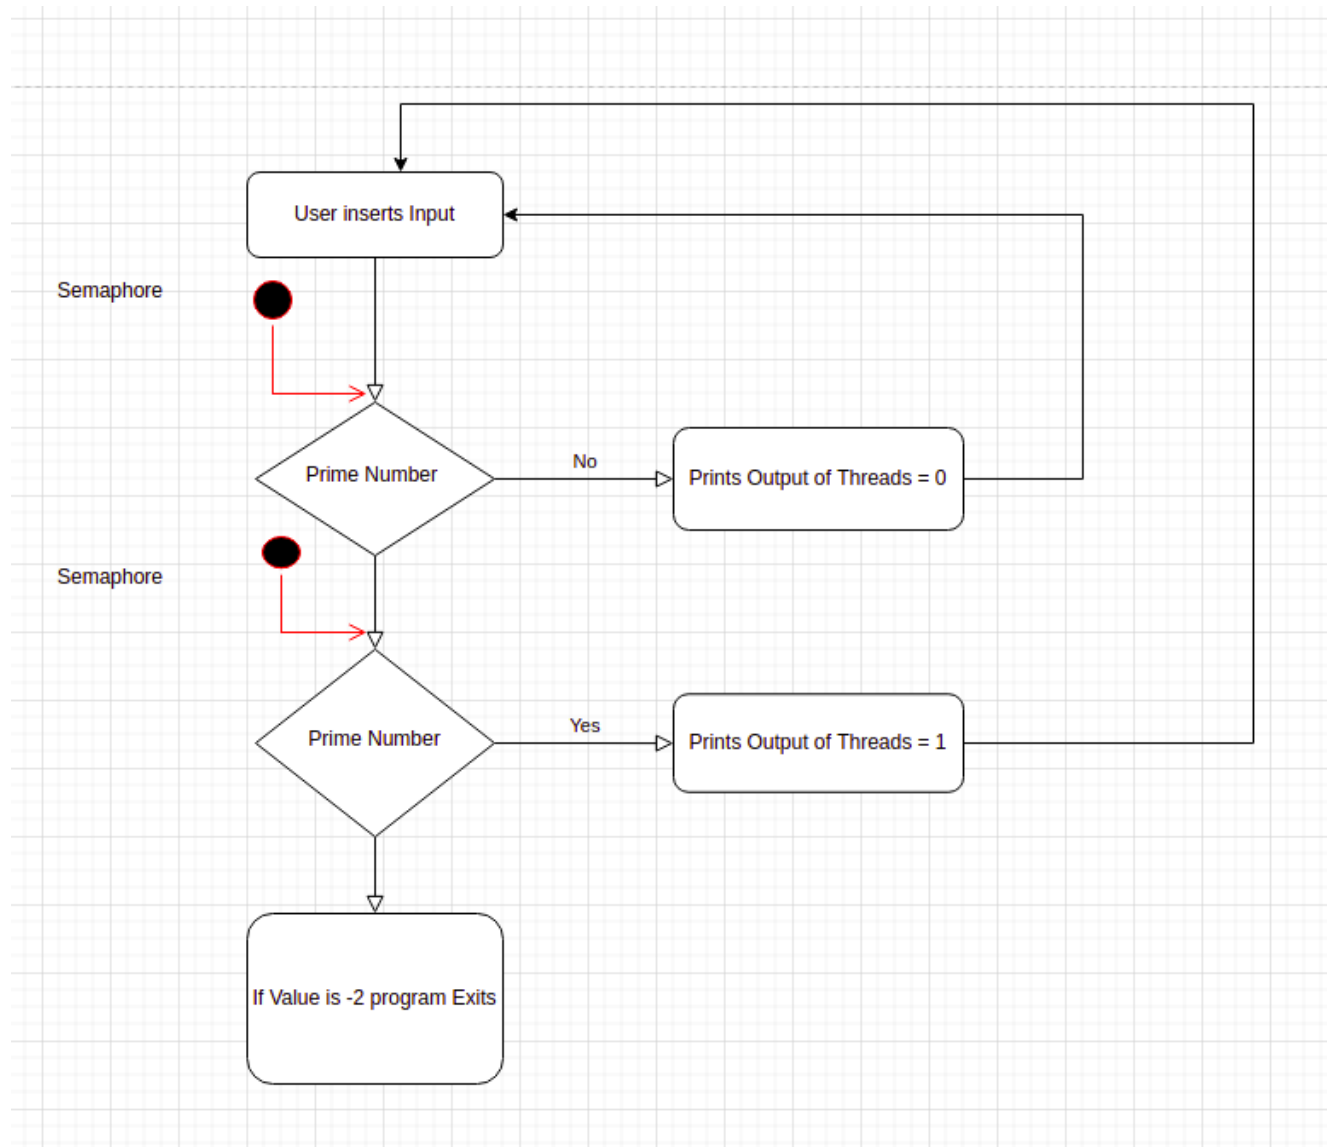 User inserts Input
Semaphore
Prime Number
No
Prints Output of Threads = 0
Semaphore
Prime Number
Yes
Prints Output of Threads = 1
If Value is -2 program Exits